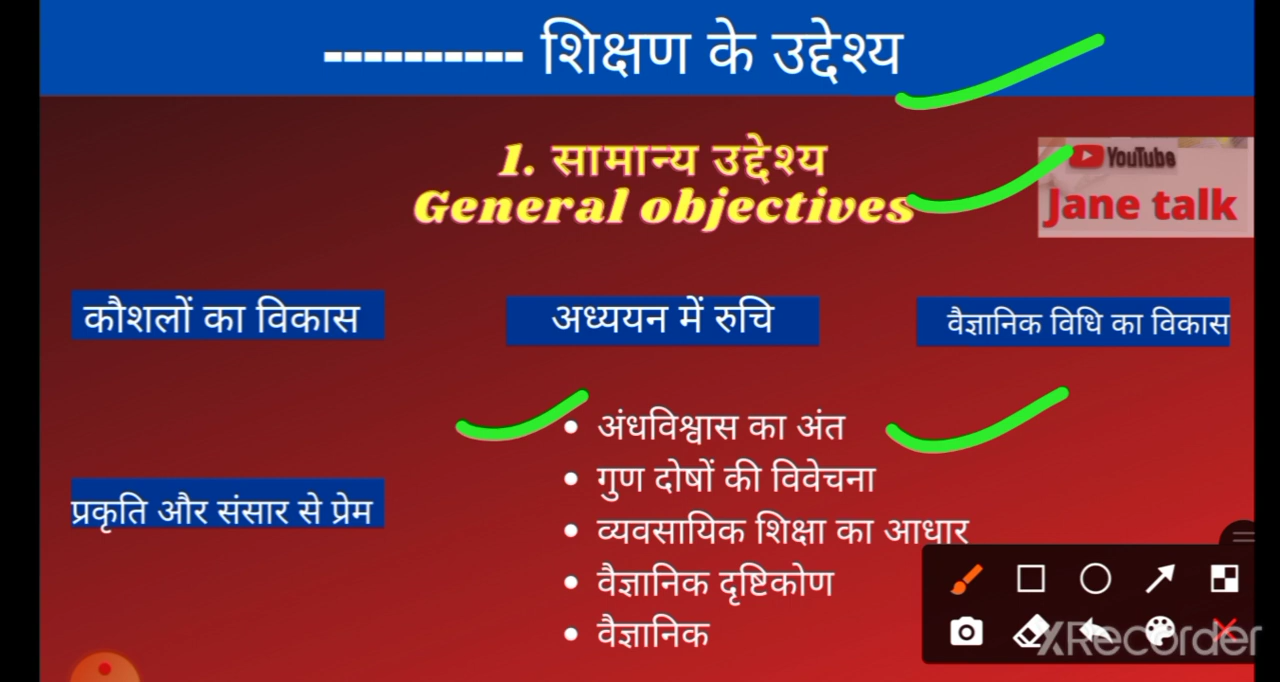 ---------- शिक्षण के उद्देश्य
1. सामान्य उद्देश्य
General objectives
YouTube
Jane talk
कौशलों का विकास
अध्ययन में रुचि
वैज्ञानिक विधि का विकास
प्रकृति और संसार से प्रेम
• अंधविश्वास का अंत
• गुण दोषों की विवेचना
• व्यवसायिक शिक्षा का आधार
• वैज्ञानिक दृष्टिकोण
• वैज्ञानिक
XRecorder